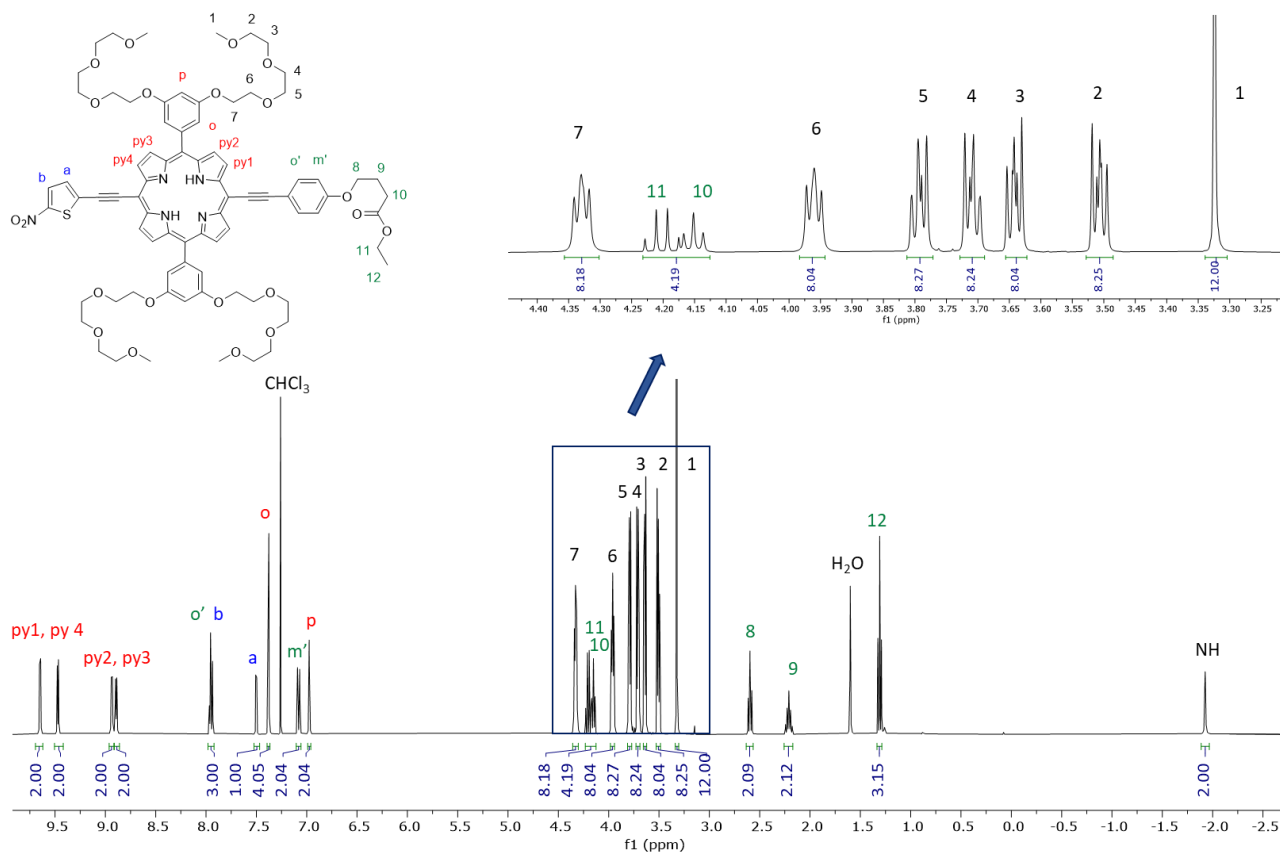 1
2
3
4
5
6
7
p
o
O
O
O
O
O
O
O
O
py3
py2
py4
py1
N
HN
NH
N
b
a
O2N
S
o'
m'
8
9
10
O
O
O
11
12
O
O
O
O
O
O
O
O
7
11
10
6
5
4
3
2
1
8.18
4.19
8.04
8.27
8.24
8.04
8.25
12.00
4.40 4.35 4.30 4.25 4.20 4.15 4.10 4.05 4.00 3.95 3.90 3.85 3.80 3.75 3.70 3.65 3.60 3.55 3.50 3.45 3.40 3.35 3.30 3.25
f1 (ppm)
CHCl3
py1, py 4
py2, py3
o' b
a
o
m'
p
7
11
10
6
5 4
3
2
1
8
9
H2O
12
NH
2.00
2.00
2.00
2.00
3.00
1.00
4.05
2.04
2.04
8.18
4.19
8.04
8.27
8.24
8.04
8.25
12.00
2.09
2.12
3.15
2.00
9.5 9.0 8.5 8.0 7.5 7.0 6.5 6.0 5.5 5.0 4.5 4.0 3.5 3.0 2.5 2.0 1.5 1.0 0.5 0.0 -0.5 -1.0 -1.5 -2.0 -2.5
f1 (ppm)